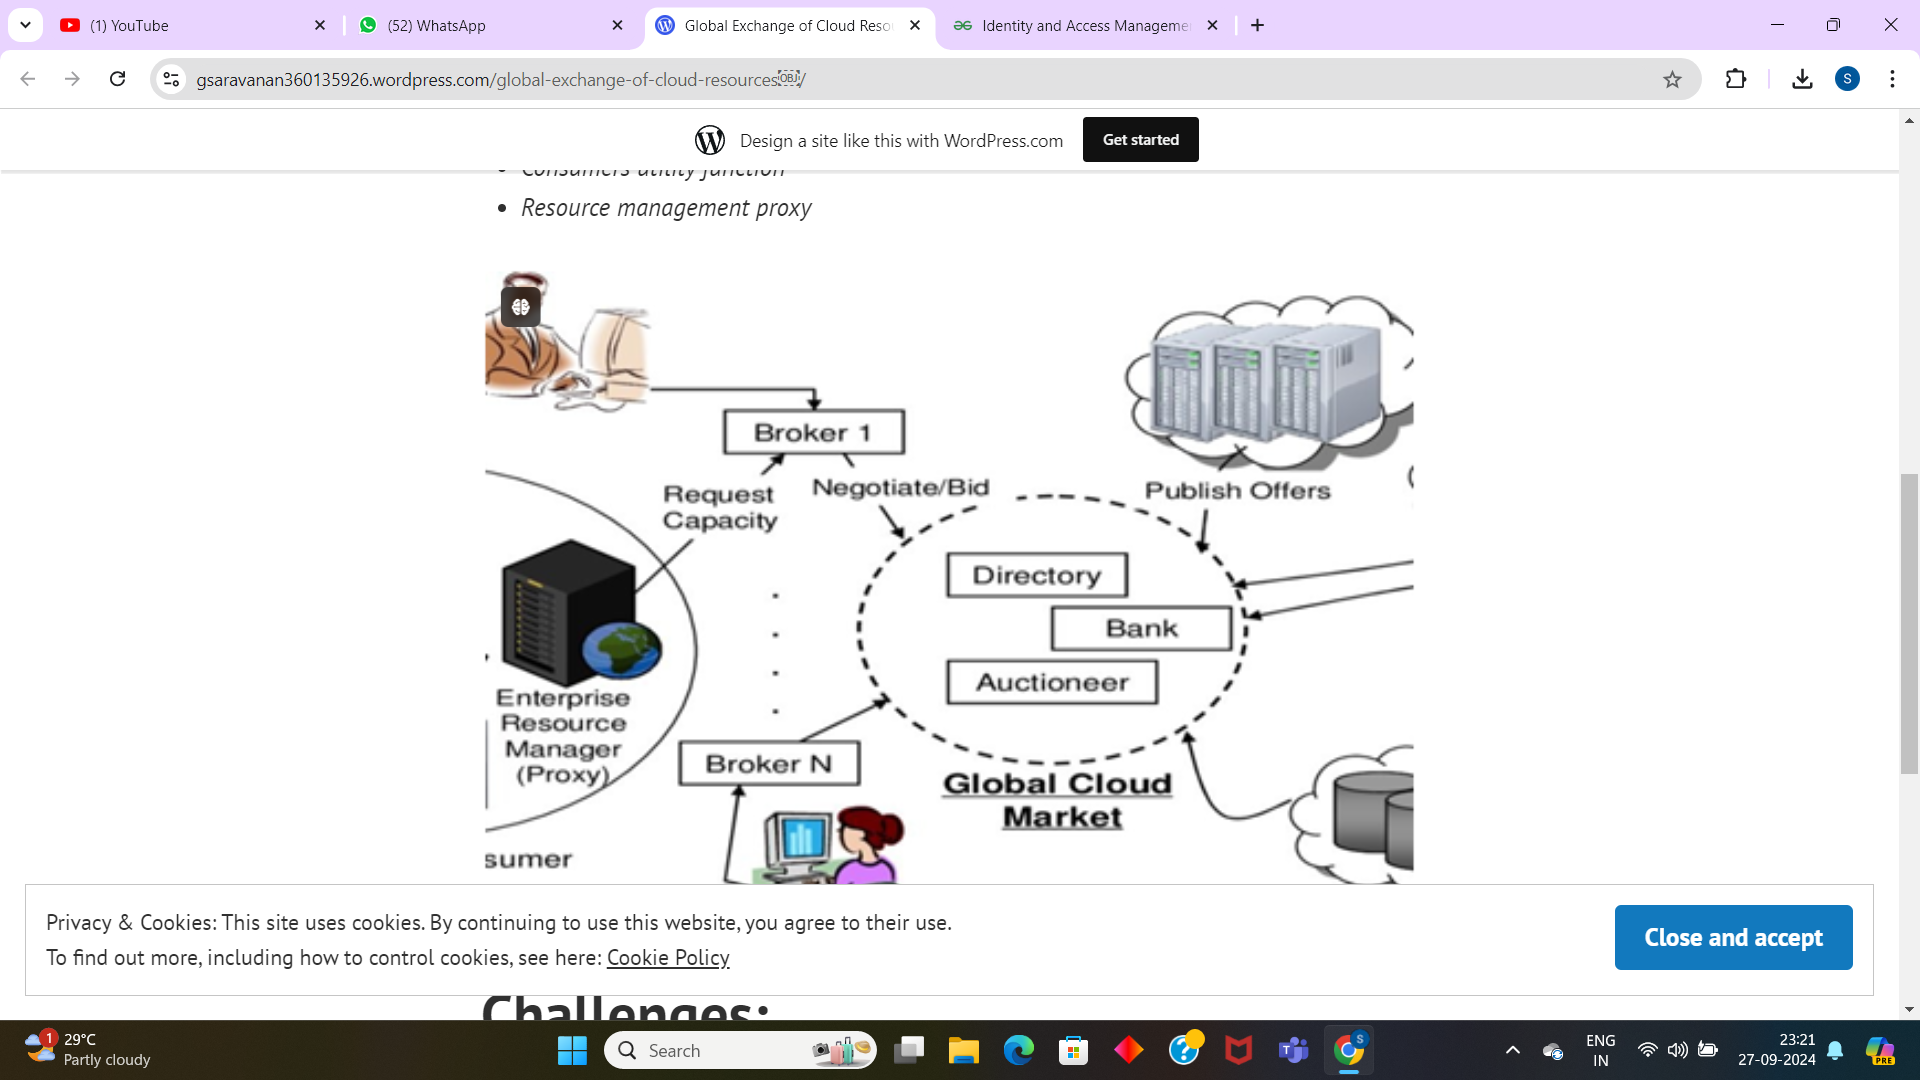 (1) YouTube
(52) WhatsApp
Global Exchange of Cloud Reso
Identity and Access Manageme
gsaravanan360135926.wordpress.com/global-exchange-of-cloud-resources￼/
S
Design a site like this with WordPress.com
Get started
• Consumers utility function
• Resource management proxy
Broker 1
Request
Capacity
Negotiate/Bid
Publish Offers
Directory
Bank
Auctioneer
Enterprise
Resource
Manager
(Proxy)
Broker N
Global Cloud
Market
sumer
Privacy & Cookies: This site uses cookies. By continuing to use this website, you agree to their use.
To find out more, including how to control cookies, see here: Cookie Policy
Close and accept
Challenges:
1
29°C
Partly cloudy
Search
S
ENG
IN
23:21
27-09-2024
PRE